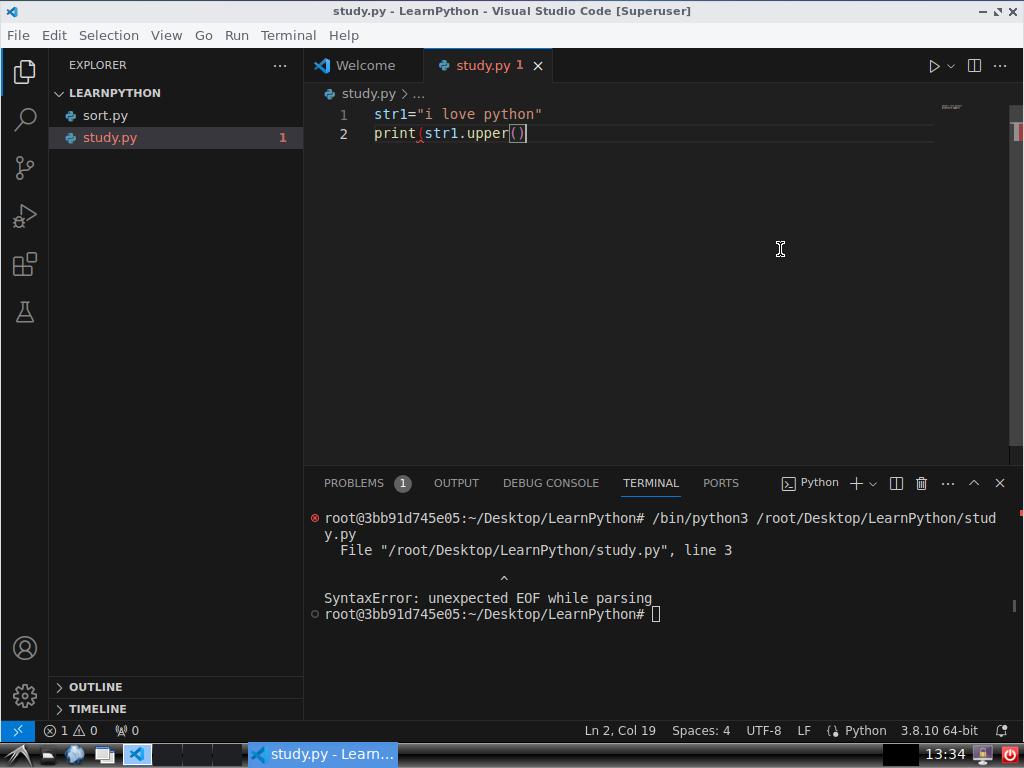 study.py - LearnPython - Visual Studio Code [Superuser]
File Edit Selection View Go Run Terminal Help
EXPLORER
LEARNPYTHON
sort.py
study.py 1
Welcome study.py 1
study.py > ...
1 str1="i love python"
2 print(str1.upper()
PROBLEMS 1 OUTPUT DEBUG CONSOLE TERMINAL PORTS Python
root@3bb91d745e05:~/Desktop/LearnPython# /bin/python3 /root/Desktop/LearnPython/stud
y.py
File "/root/Desktop/LearnPython/study.py", line 3
^
SyntaxError: unexpected EOF while parsing
root@3bb91d745e05:~/Desktop/LearnPython#
OUTLINE
TIMELINE
1 0 0 Ln 2, Col 19 Spaces: 4 UTF-8 LF Python 3.8.10 64-bit
study.py - Learn... 13:34